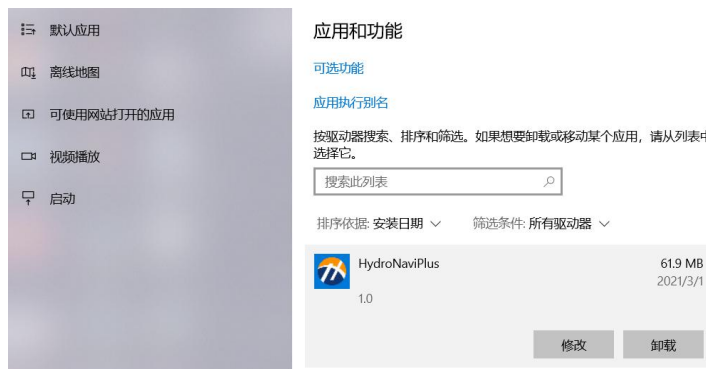 默认应用
离线地图
可使用网站打开的应用
视频播放
启动
应用和功能
可选功能
应用执行别名
按驱动器搜索、排序和筛选。如果想要卸载或移动某个应用，请从列表中
选择它。
搜索此列表
排序依据: 安装日期
筛选条件: 所有驱动器
HydroNaviPlus
61.9 MB
2021/3/1
1.0
修改
卸载